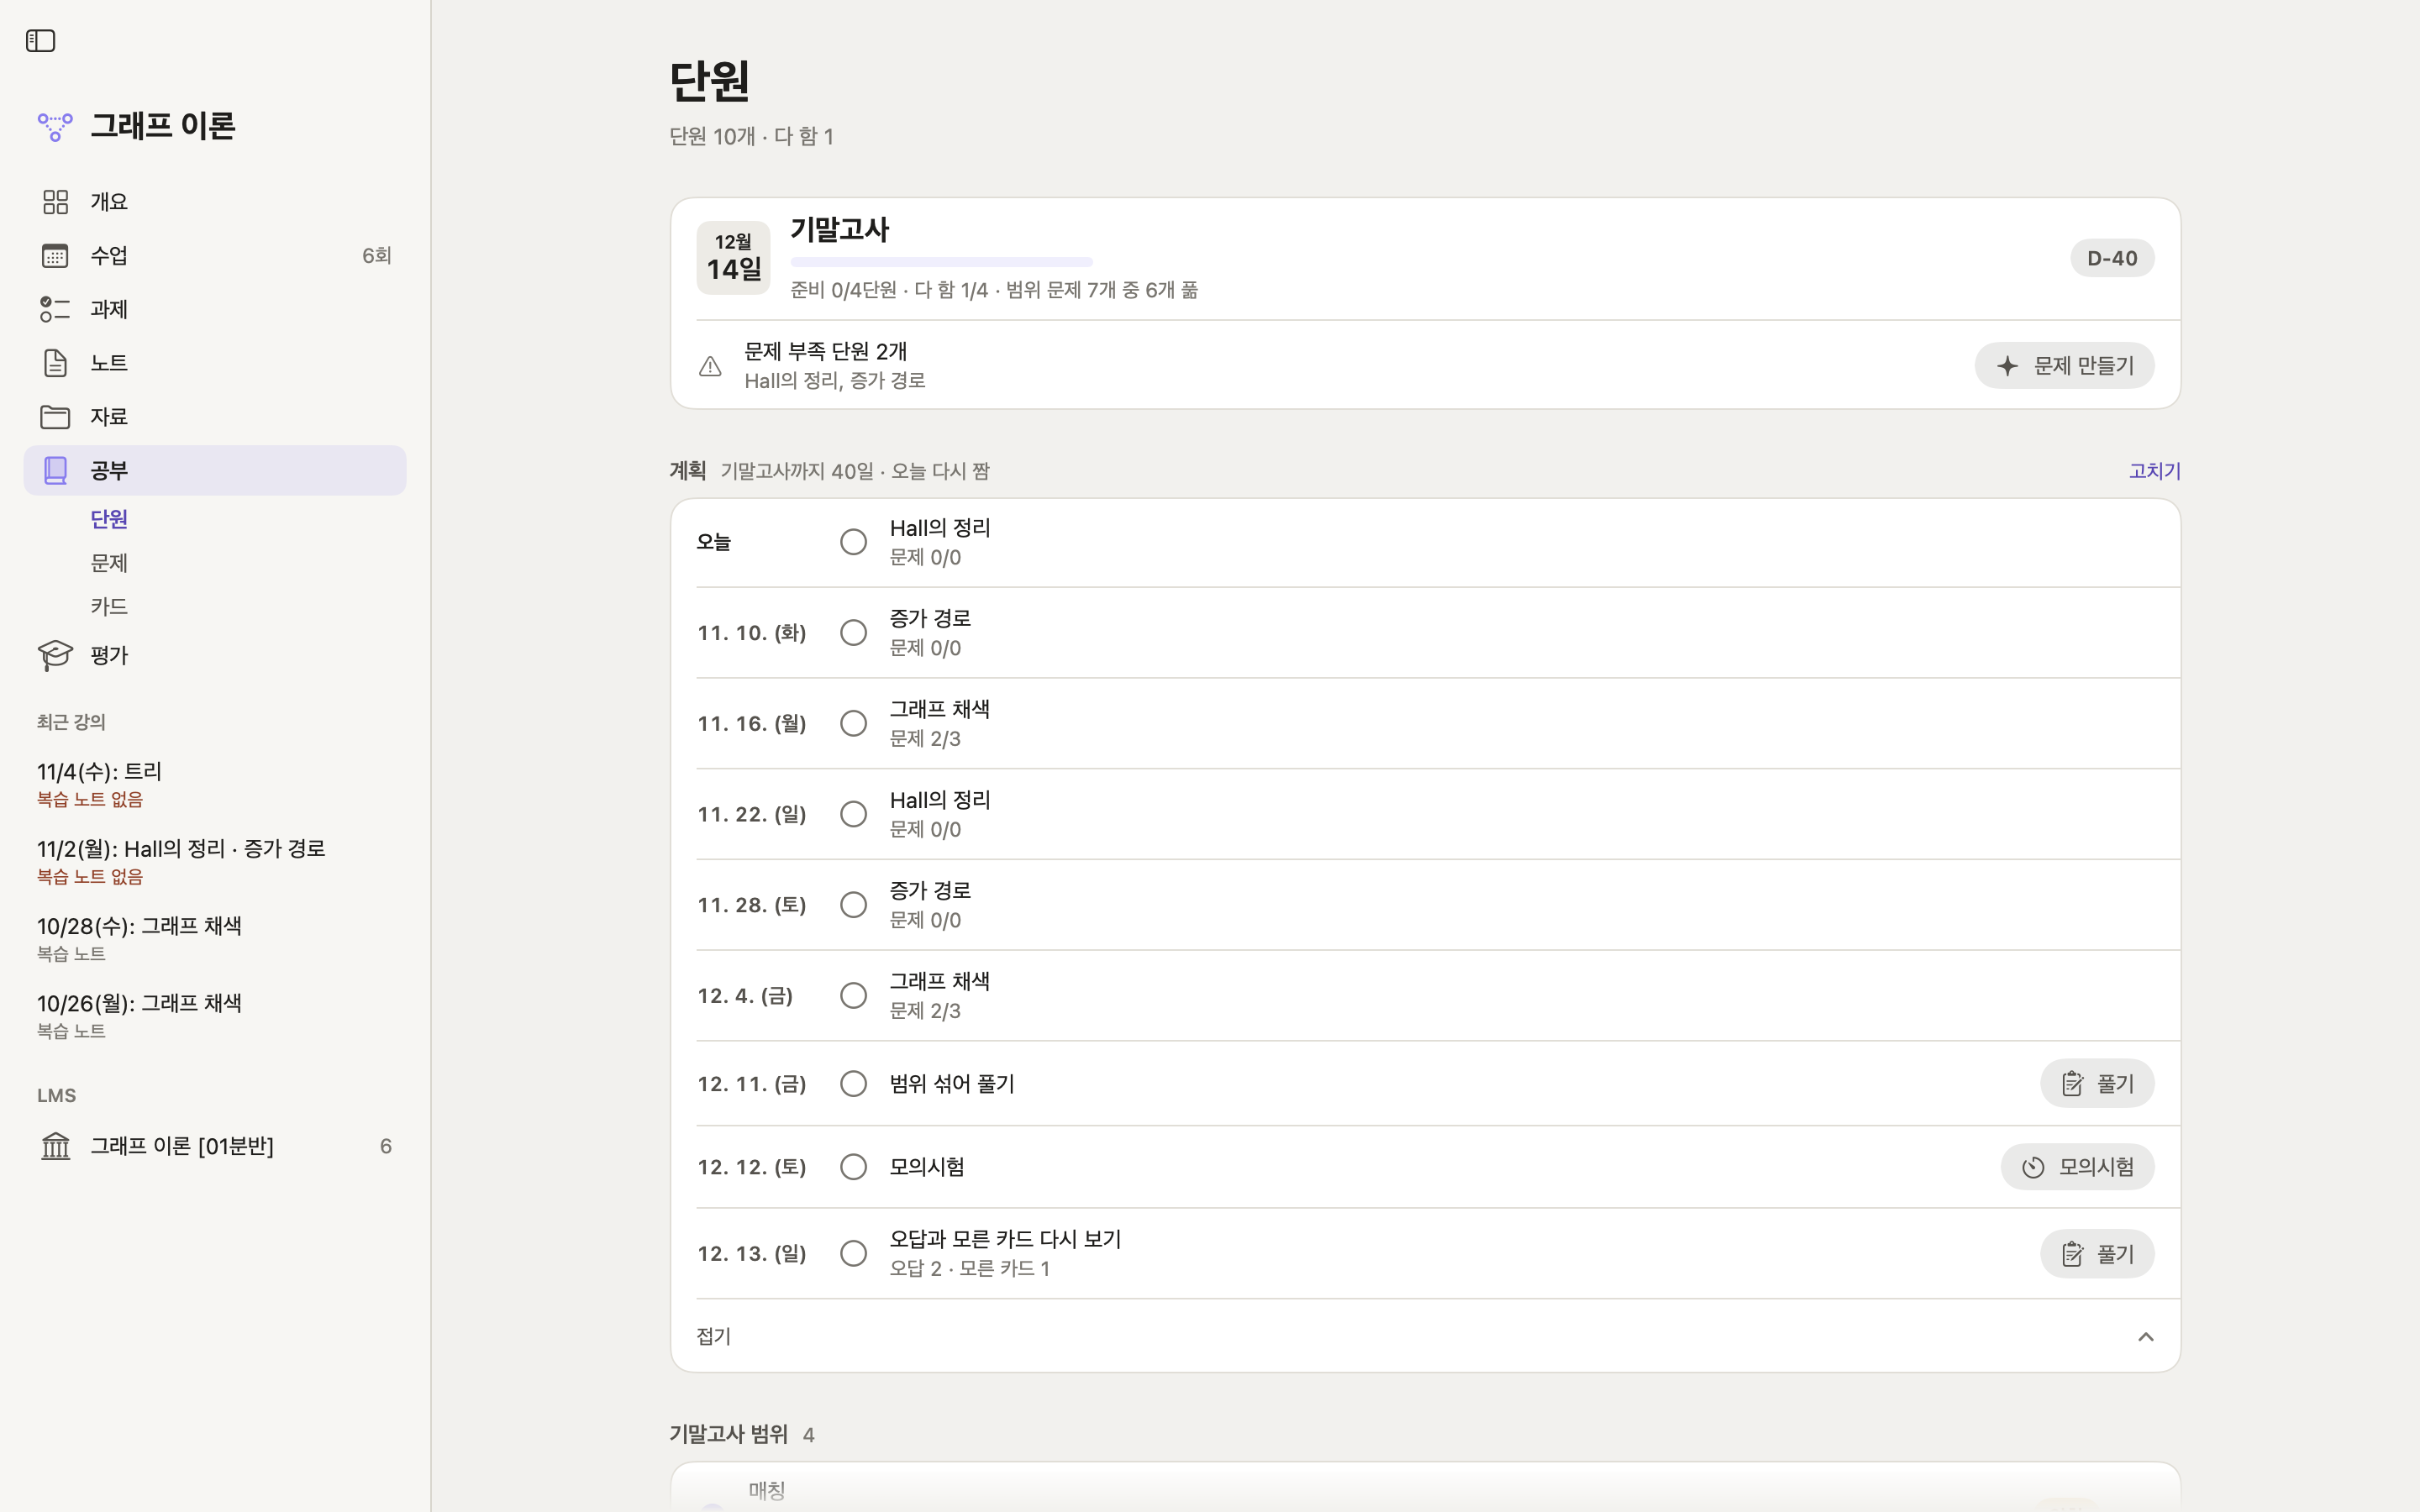 그래프 이론
개요
수업 6회
과제
노트
자료
공부
단원
문제
카드
평가
최근 강의
11/4(수): 트리
복습 노트 없음
11/2(월): Hall의 정리 · 증가 경로
복습 노트 없음
10/28(수): 그래프 채색
복습 노트
10/26(월): 그래프 채색
복습 노트
LMS
그래프 이론 [01분반] 6
단원
단원 10개 · 다 함 1
12월
14일
기말고사
준비 0/4단원 · 다 함 1/4 · 범위 문제 7개 중 6개 풂
D-40
문제 부족 단원 2개
Hall의 정리, 증가 경로
문제 만들기
계획 기말고사까지 40일 · 오늘 다시 짬 고치기
오늘
Hall의 정리
문제 0/0
11. 10. (화)
증가 경로
문제 0/0
11. 16. (월)
그래프 채색
문제 2/3
11. 22. (일)
Hall의 정리
문제 0/0
11. 28. (토)
증가 경로
문제 0/0
12. 4. (금)
그래프 채색
문제 2/3
12. 11. (금) 범위 섞어 풀기 풀기
12. 12. (토) 모의시험 모의시험
12. 13. (일)
오답과 모른 카드 다시 보기
오답 2 · 모른 카드 1
풀기
접기
기말고사 범위 4
매칭